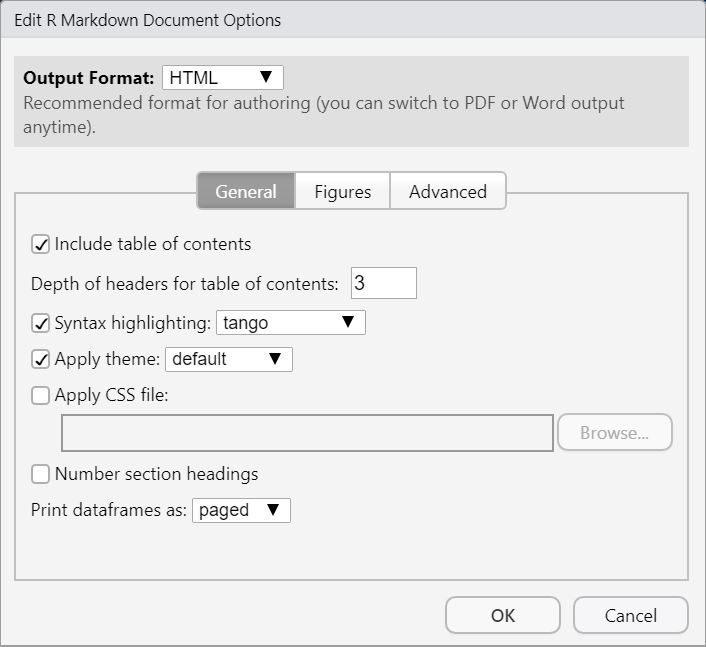 Edit R Markdown Document Options
Output Format: HTML
Recommended format for authoring (you can switch to PDF or Word output
anytime).
General Figures Advanced
Include table of contents
Depth of headers for table of contents: 3
Syntax highlighting: tango
Apply theme: default
Apply CSS file:
Browse...
Number section headings
Print dataframes as: paged
OK Cancel